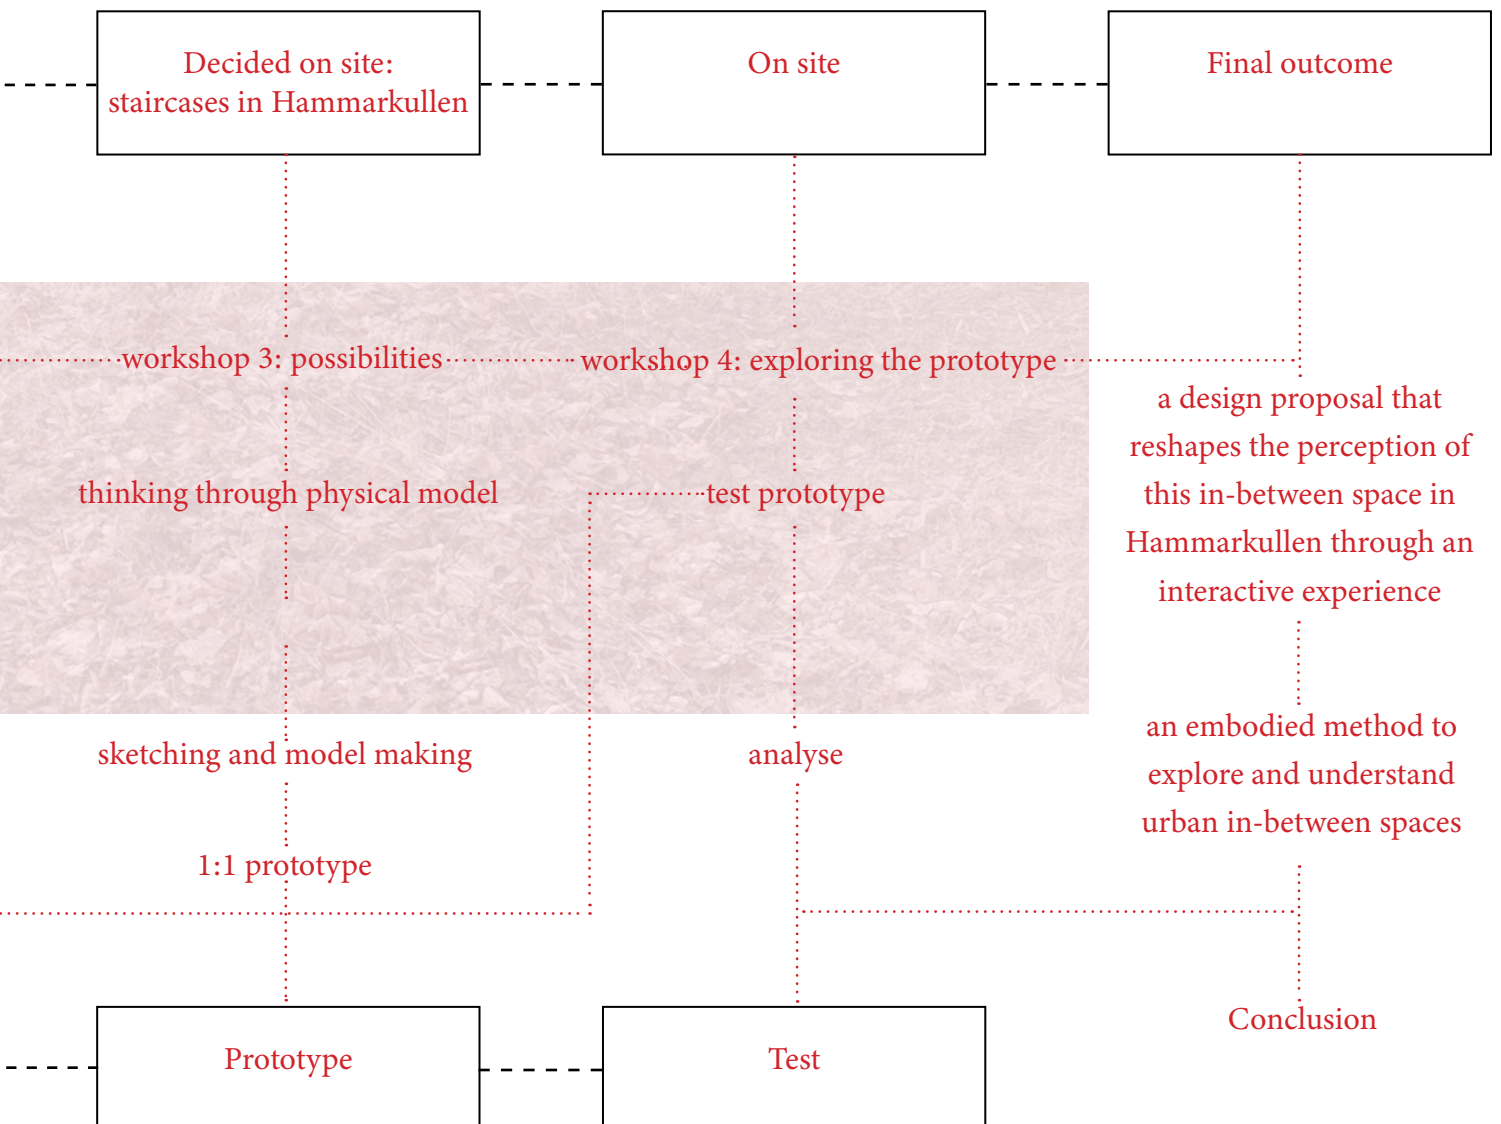 Decided on site:
staircases in Hammarkullen
On site
Final outcome
workshop 3: possibilities
workshop 4: exploring the prototype
a design proposal that
reshapes the perception of
this in-between space in
Hammarkullen through an
interactive experience
thinking through physical model
test prototype
sketching and model making
analyse
an embodied method to
explore and understand
urban in-between spaces
1:1 prototype
Conclusion
Prototype
Test